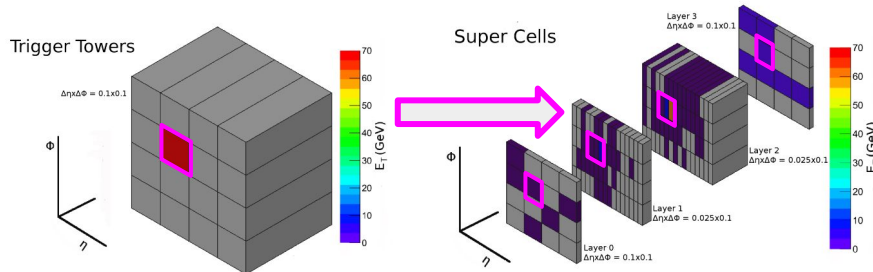 Trigger Towers
ΔηxΔΦ = 0.1x0.1
Φ
η
70
60
50
40
30
20
10
0
E_T (GeV)
Super Cells
Φ
η
Layer 0
ΔηxΔΦ = 0.1x0.1
Layer 1
ΔηxΔΦ = 0.025x0.1
Layer 2
ΔηxΔΦ = 0.025x0.1
Layer 3
ΔηxΔΦ = 0.1x0.1
70
60
50
40
30
20
10
0
(GeV)